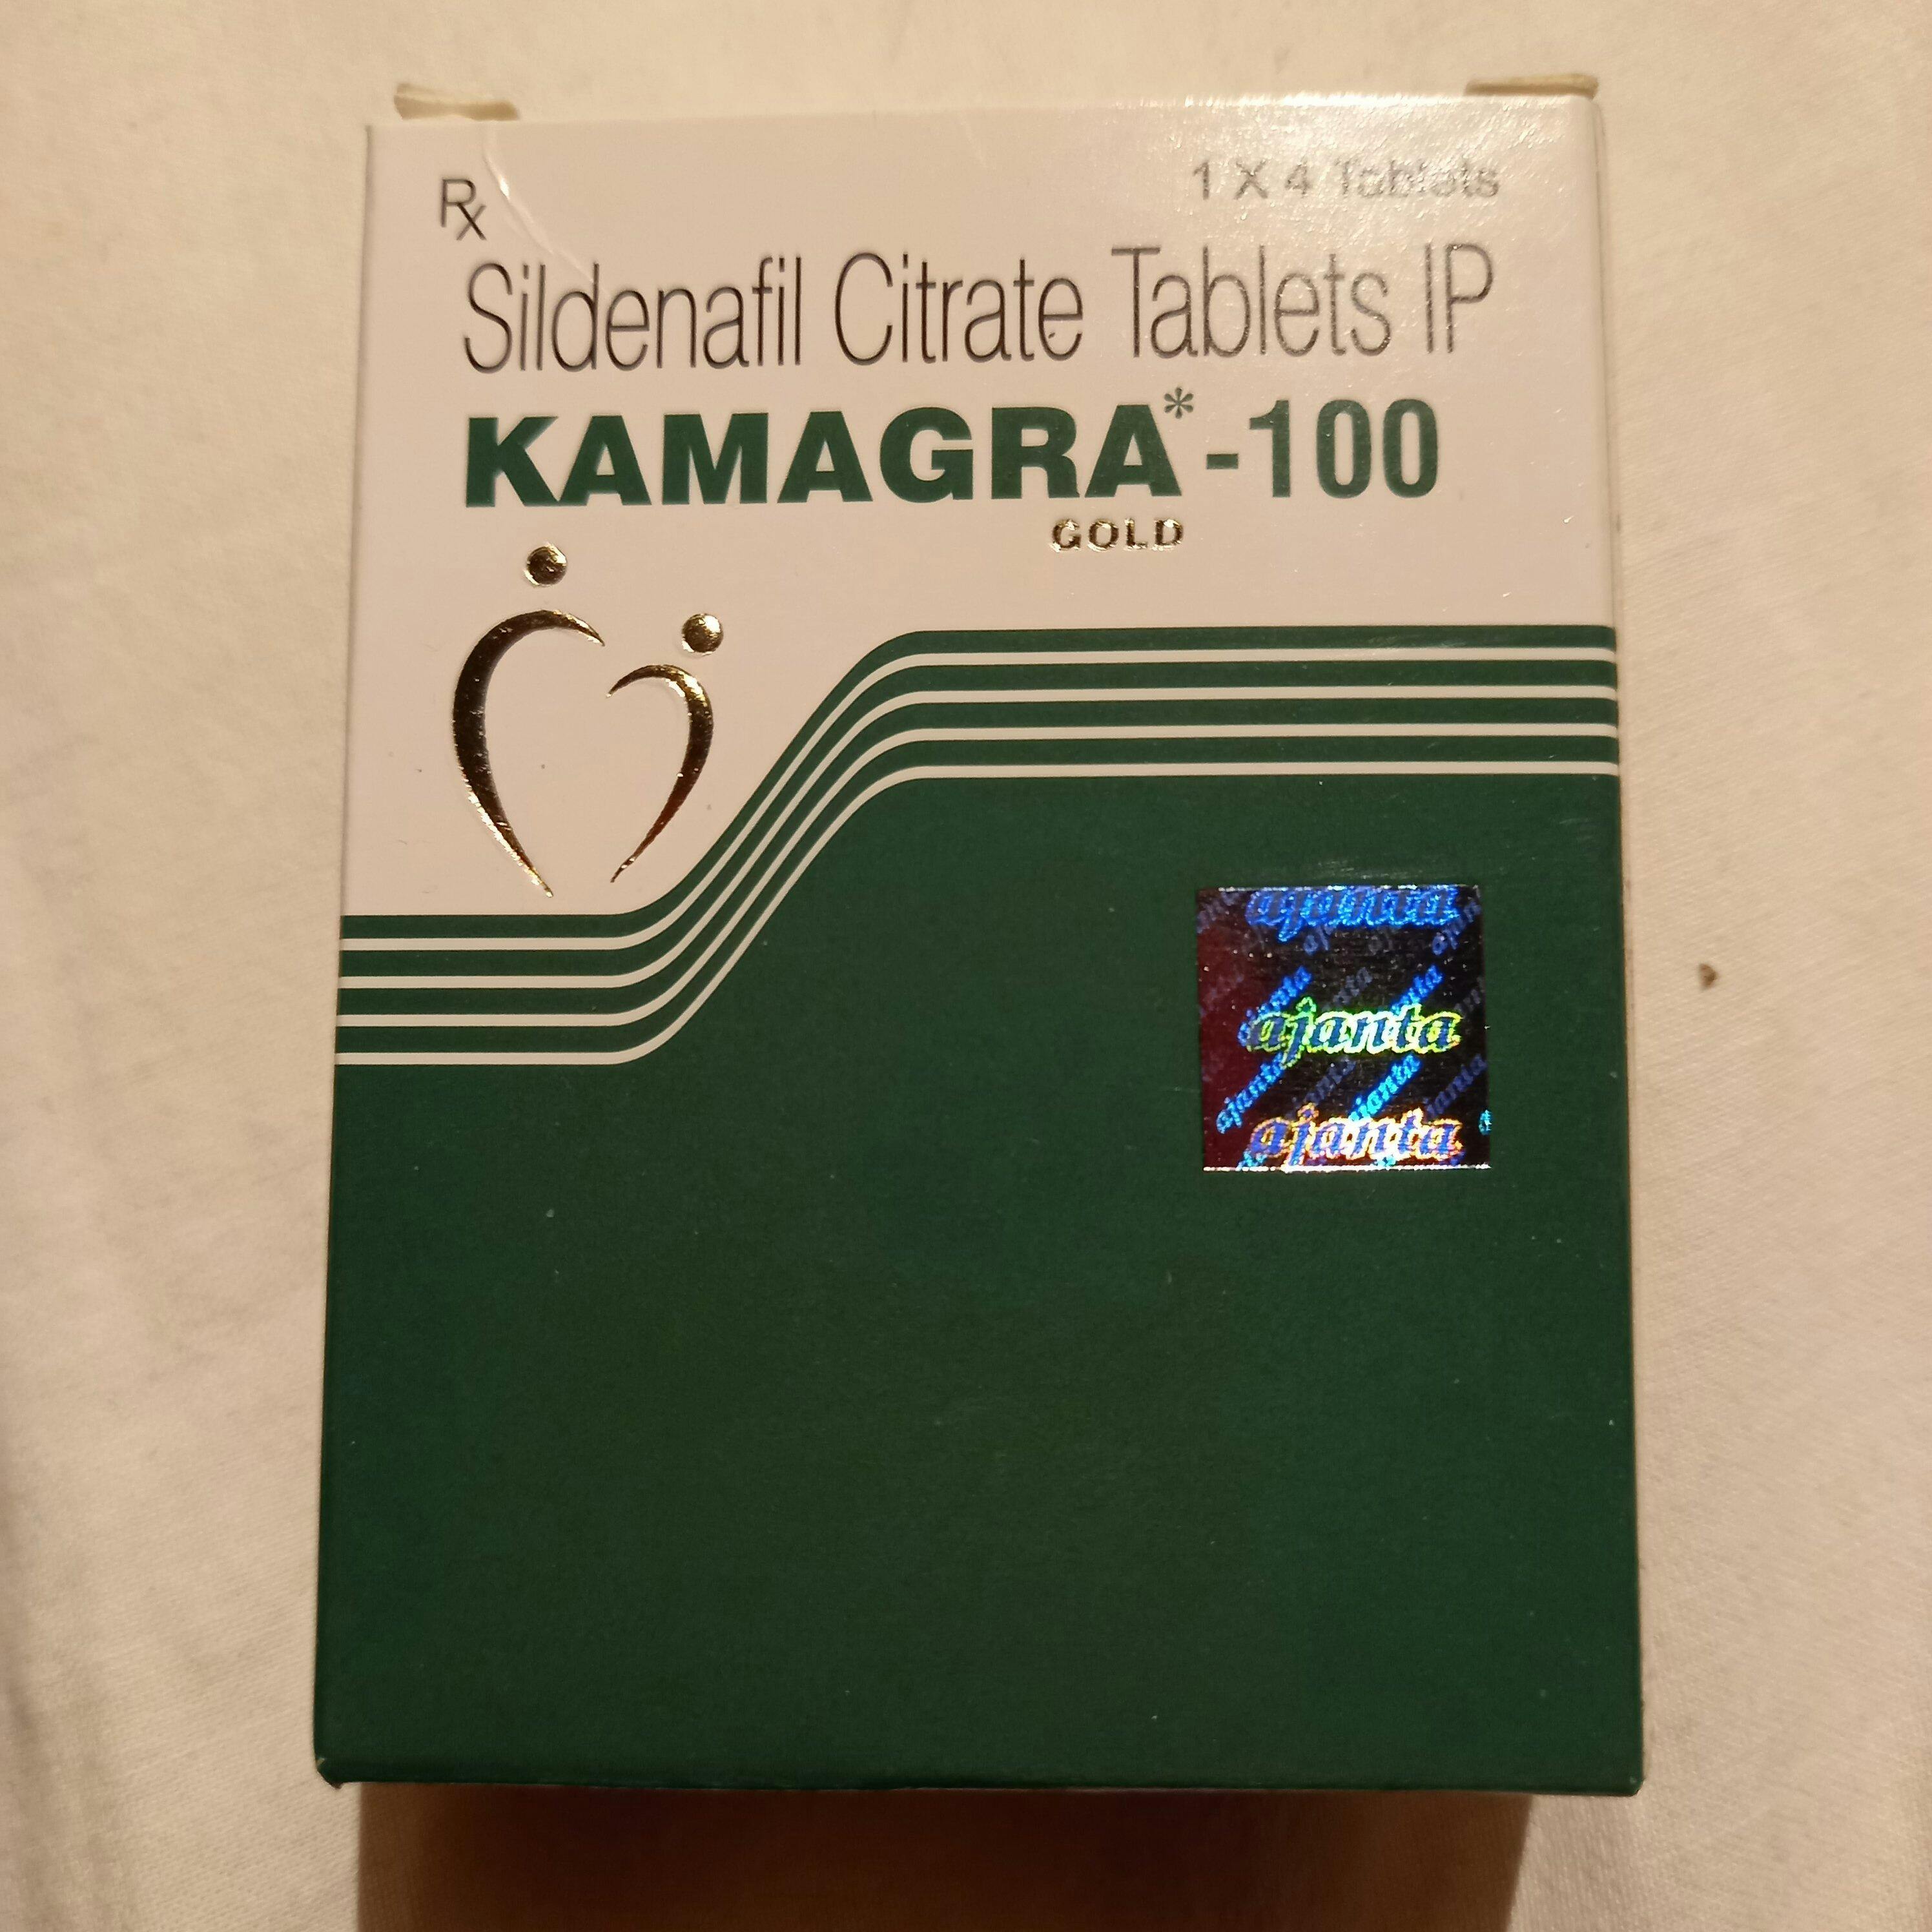 Rx
1 X 4 Tablets
Sildenafil Citrate Tablets IP
KAMAGRA* -100
GOLD
ajanta
ajanta
ajanta